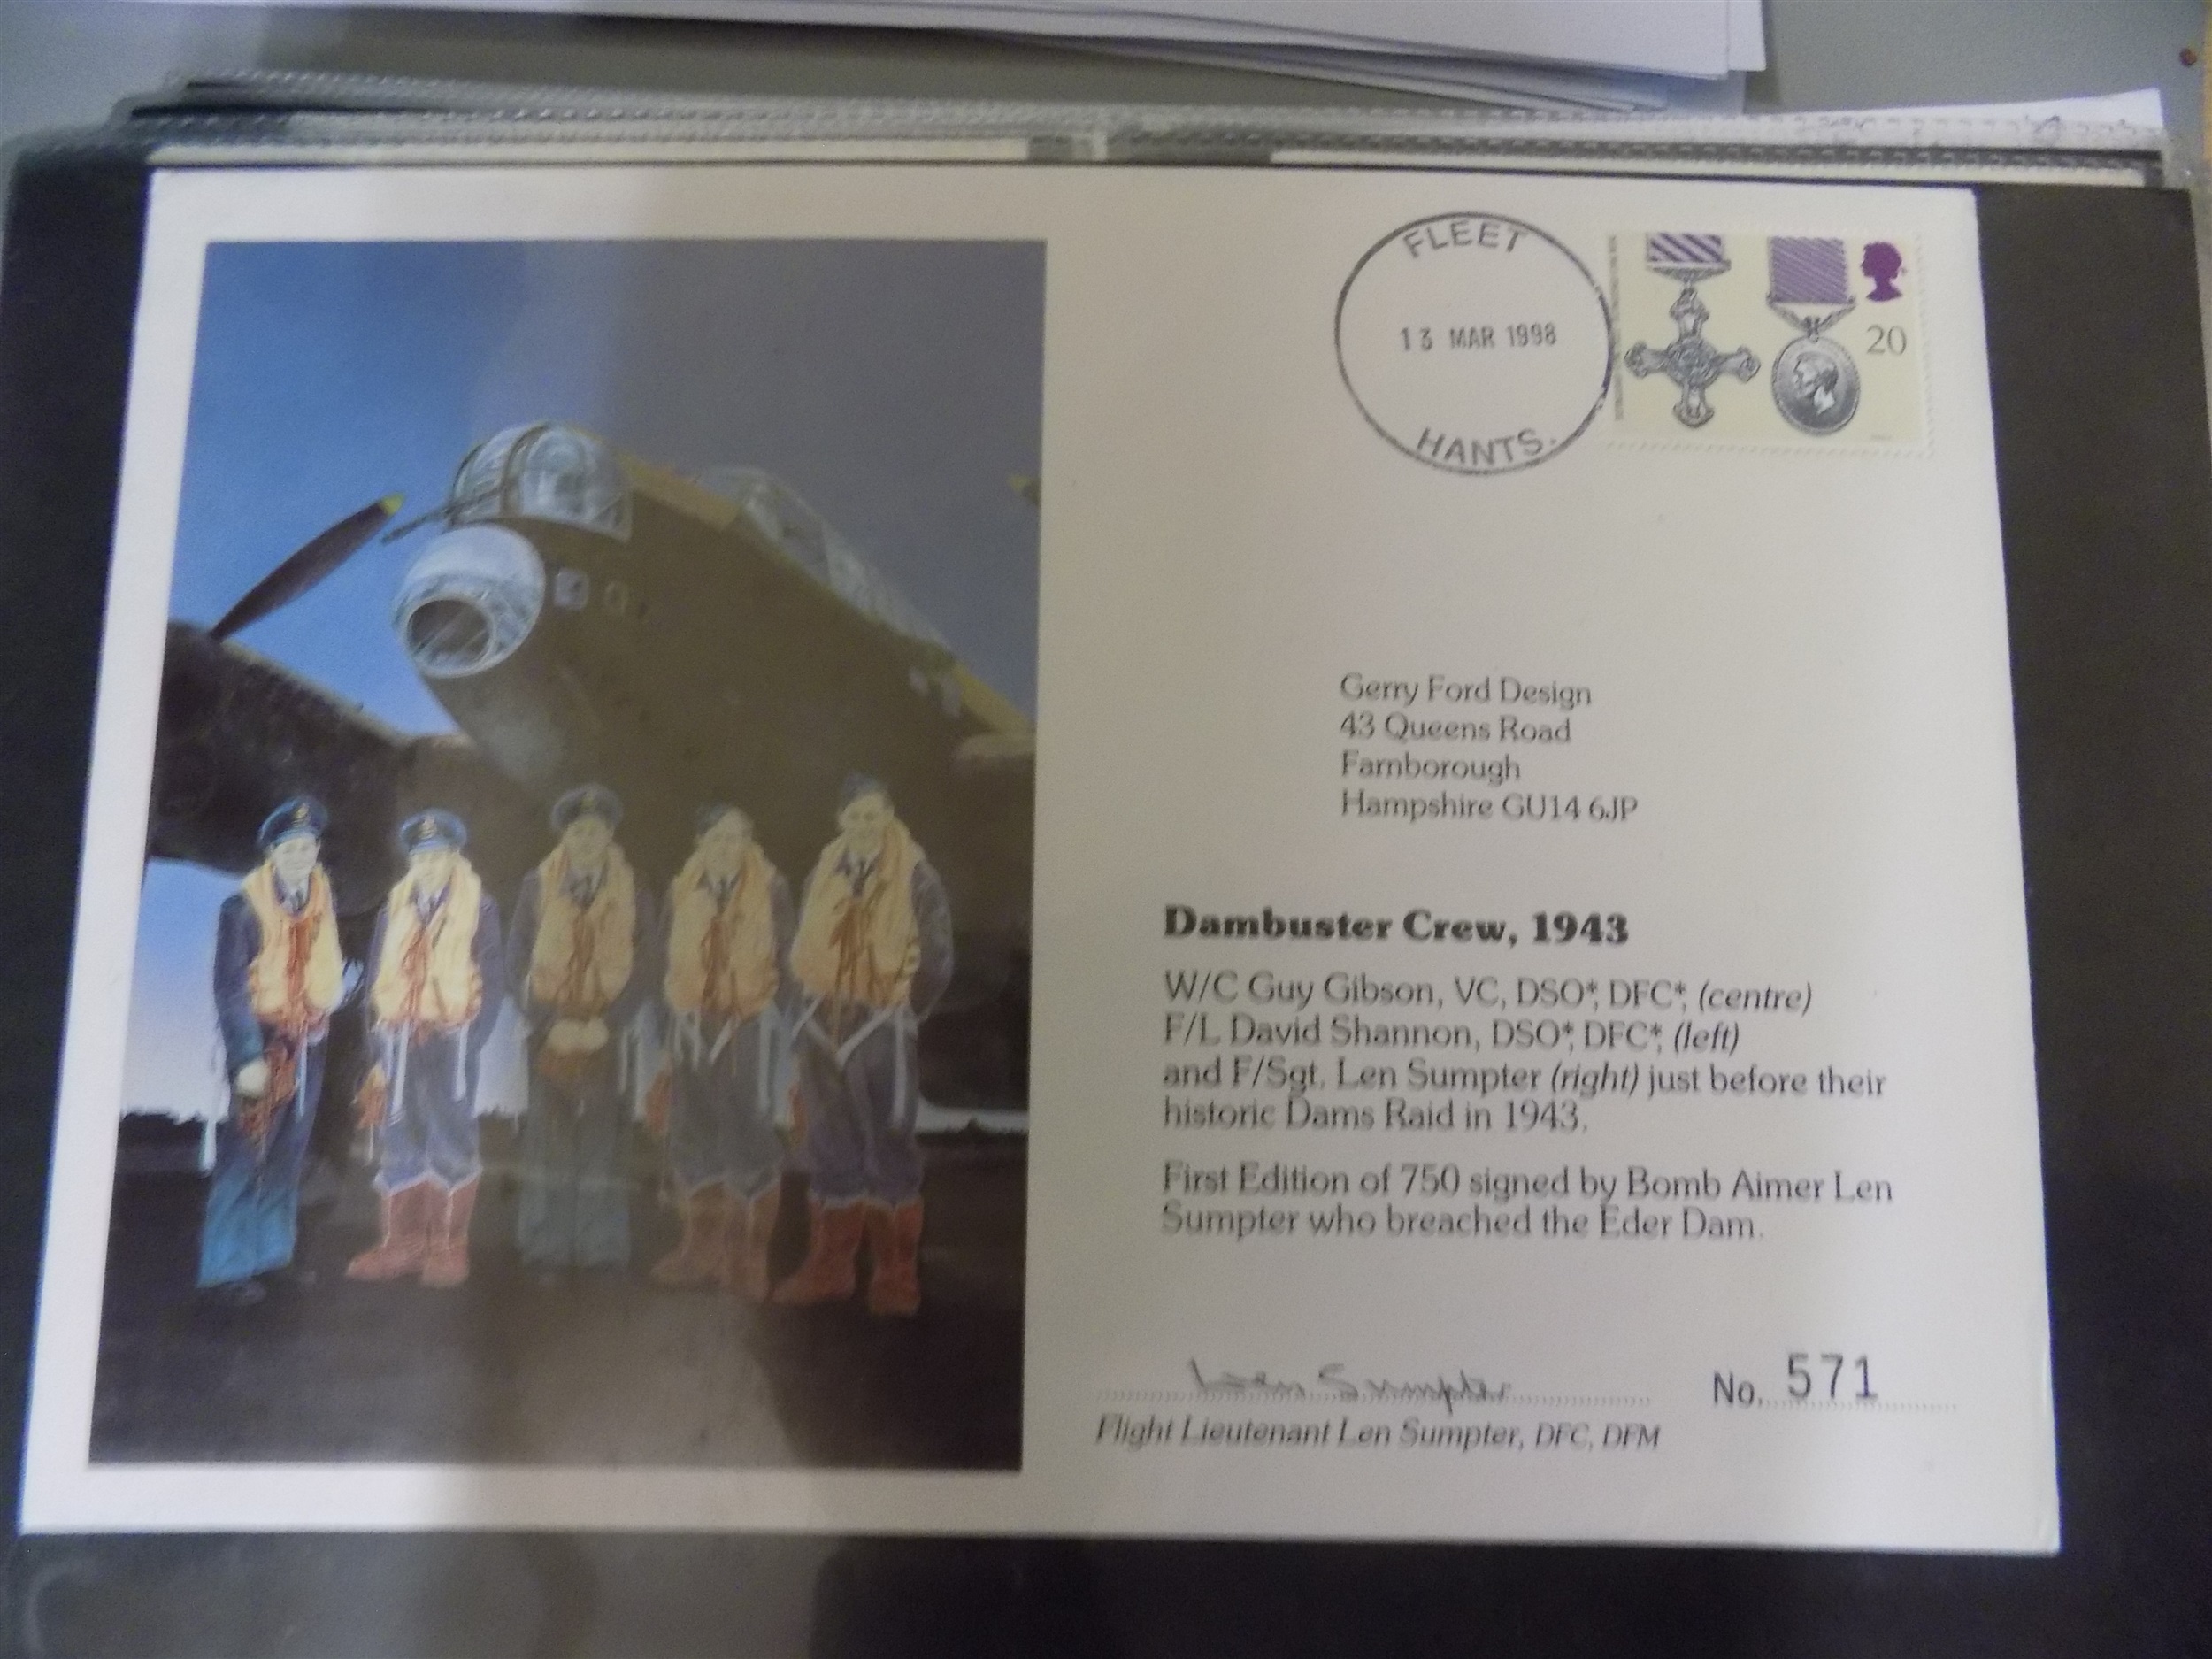 FLEET
13 MAR 1998
HANTS.
20
Gerry Ford Design
43 Queens Road
Farnborough
Hampshire GU14 6JP
Dambuster Crew, 1943
W/C Guy Gibson, VC, DSO*, DFC*, (centre)
F/L David Shannon, DSO*, DFC*, (left)
and F/Sgt. Len Sumpter (right) just before their
historic Dams Raid in 1943.
First Edition of 750 signed by Bomb Aimer Len
Sumpter who breached the Eder Dam.
Len Sumpter
No. 571
Flight Lieutenant Len Sumpter, DFC, DFM